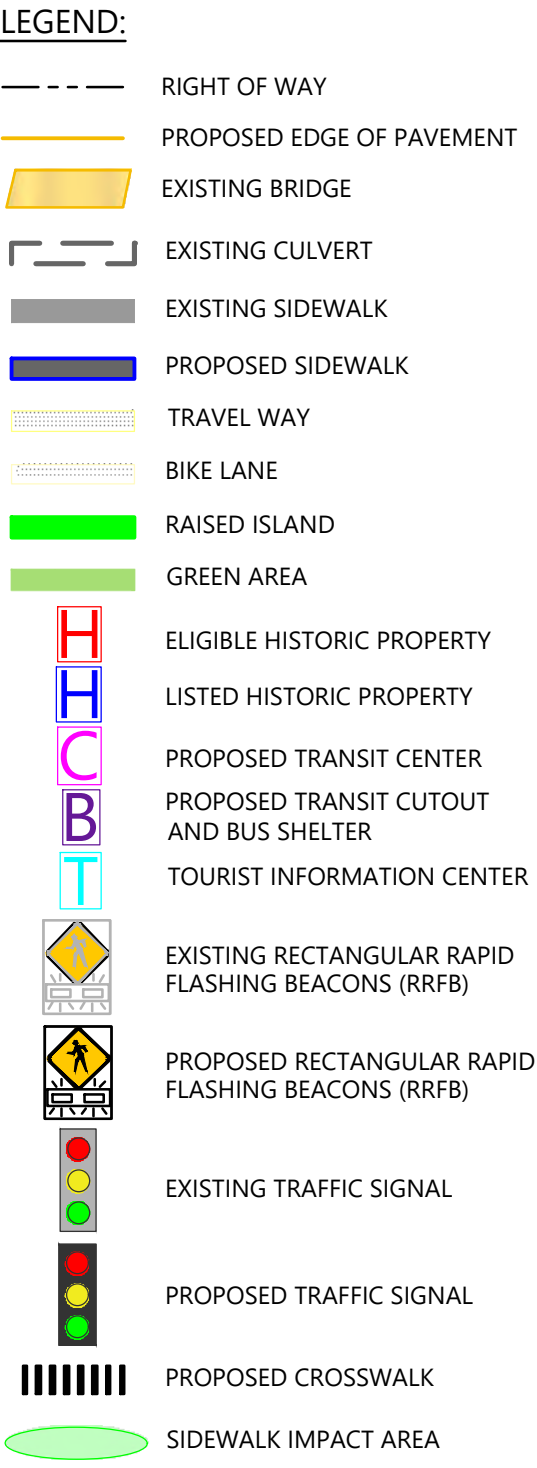 LEGEND:
RIGHT OF WAY
PROPOSED EDGE OF PAVEMENT
EXISTING BRIDGE
EXISTING CULVERT
EXISTING SIDEWALK
PROPOSED SIDEWALK
TRAVEL WAY
BIKE LANE
RAISED ISLAND
GREEN AREA
H ELIGIBLE HISTORIC PROPERTY
H LISTED HISTORIC PROPERTY
C PROPOSED TRANSIT CENTER
B PROPOSED TRANSIT CUTOUT
AND BUS SHELTER
T TOURIST INFORMATION CENTER
EXISTING RECTANGULAR RAPID
FLASHING BEACONS (RRFB)
PROPOSED RECTANGULAR RAPID
FLASHING BEACONS (RRFB)
EXISTING TRAFFIC SIGNAL
PROPOSED TRAFFIC SIGNAL
PROPOSED CROSSWALK
SIDEWALK IMPACT AREA